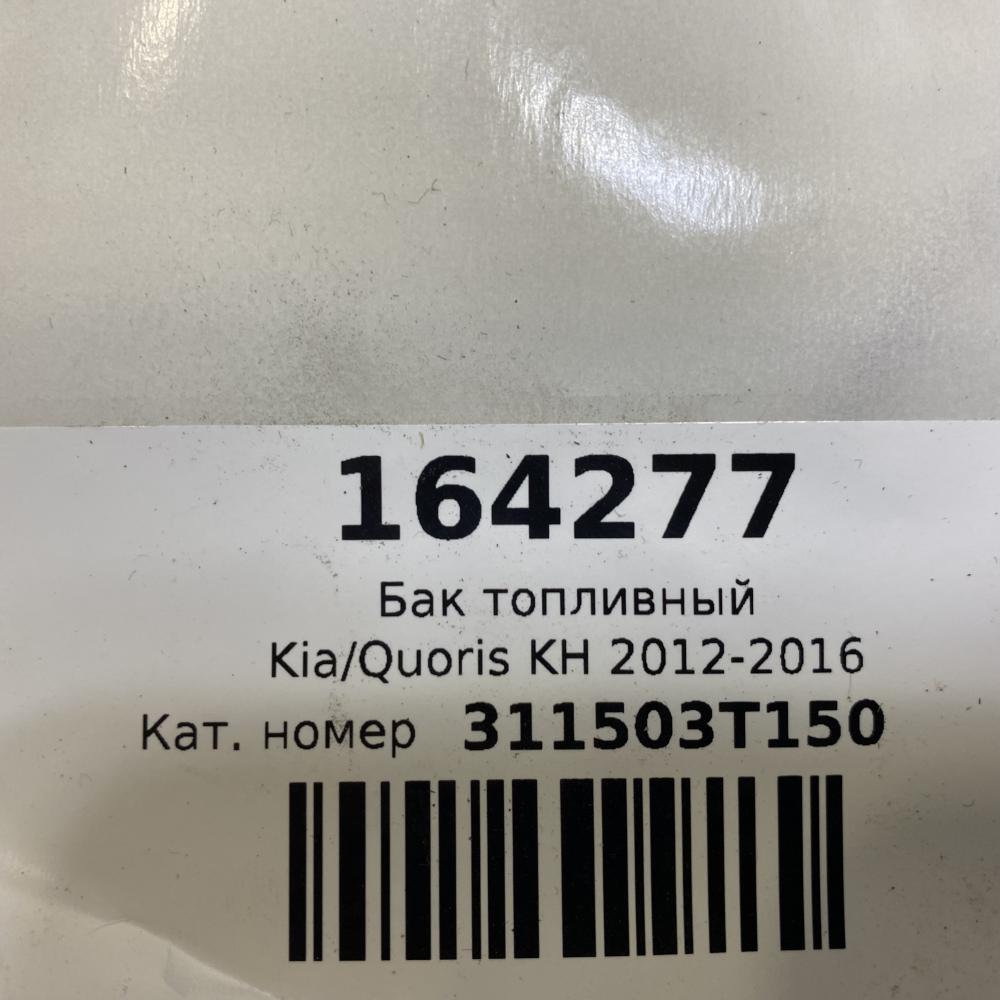 164277
Бак топливный
Kia/Quoris KH 2012-2016
Кат. номер 311503T150